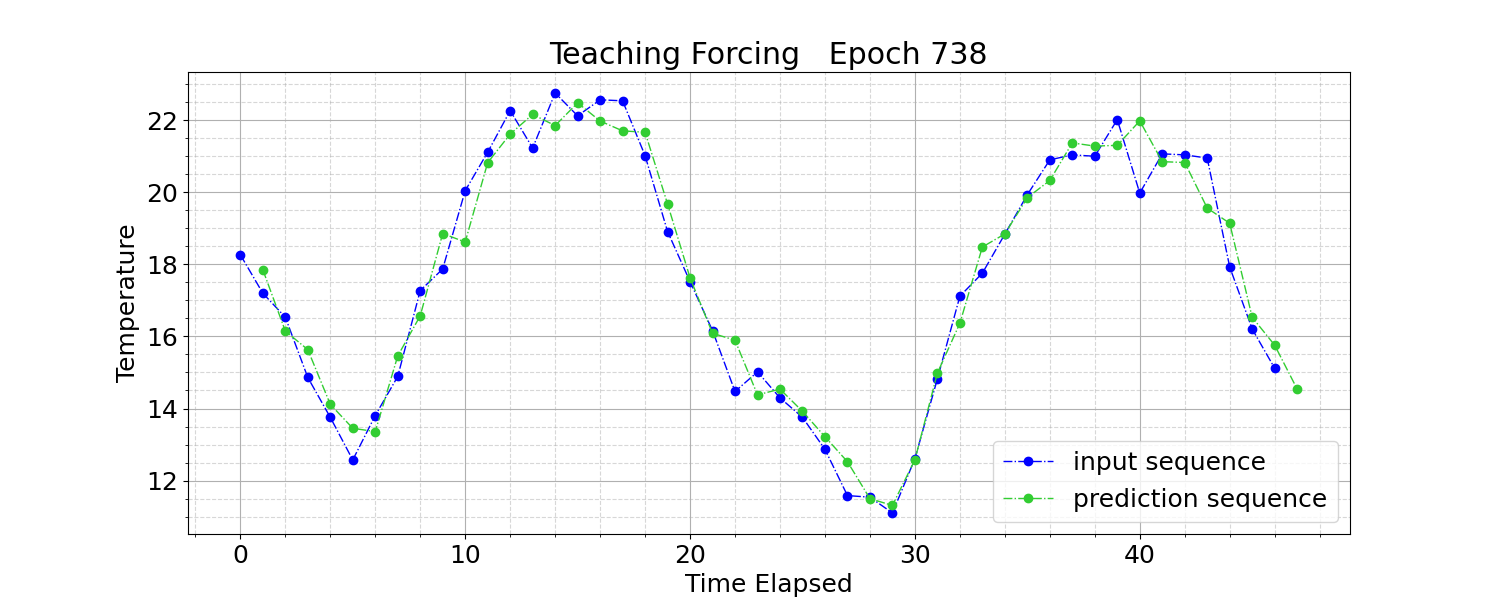 Teaching Forcing   Epoch 738
Temperature
22
20
18
16
14
12
0
10
20
30
40
Time Elapsed
input sequence
prediction sequence